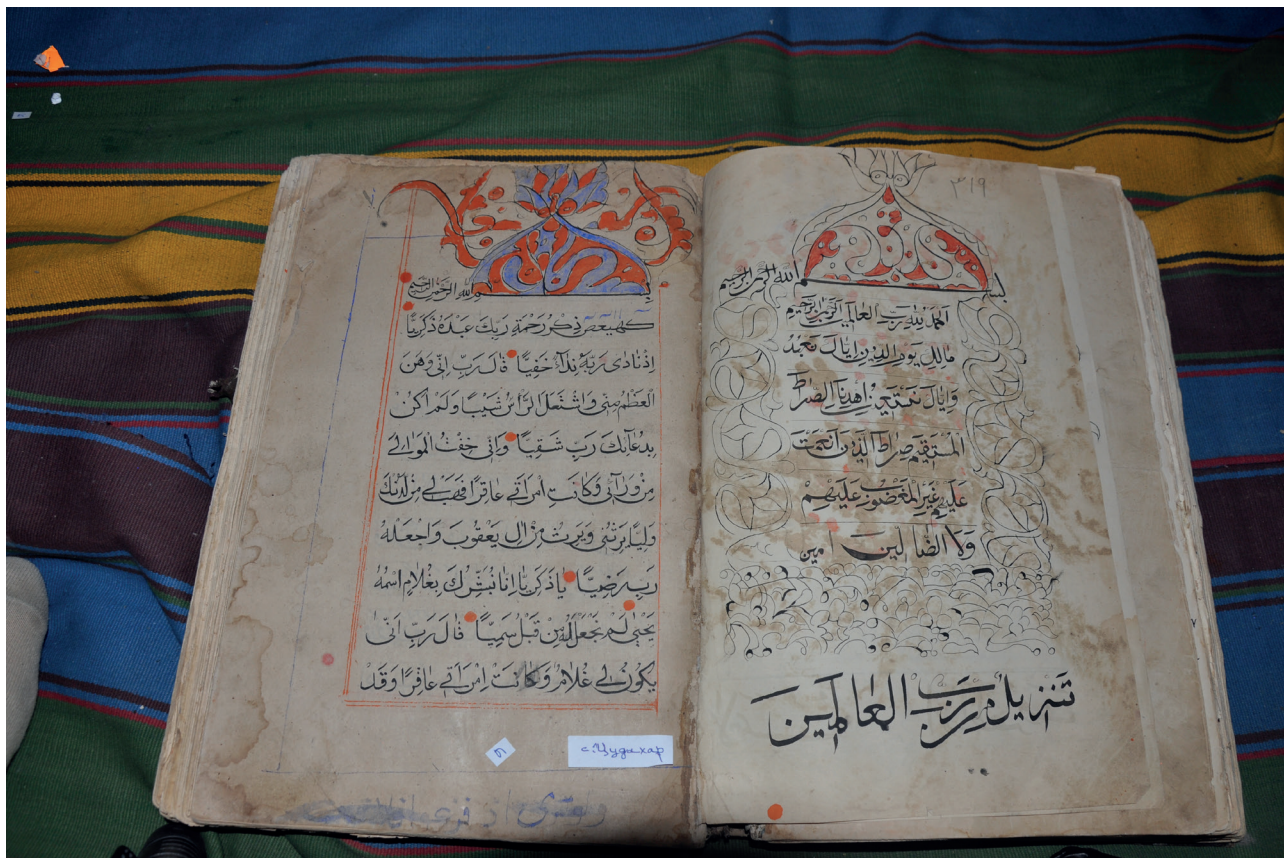 ٣١٩
بسم الله الرحمن الرحيم
الحمد لله رب العالمين الرحمن الرحيم
مالك يوم الدين اياك نعبد
واياك نستعين اهدنا الصراط
المستقيم صراط الذين انعمت
عليهم غير المغضوب عليهم
ولا الضالين امين
تنزيل من رب العالمين
بسم الله الرحمن الرحيم
كهيعص ذكر رحمة ربك عبده زكريا
اذ نادى ربه نداء خفيا قال رب اني وهن
العظم مني واشتعل الرأس شيبا ولم اكن
بدعائك رب شقيا واني خفت الموالي
من ورآئي وكانت امراتي عاقرا فهب لي من لدنك
وليا يرثني ويرث من ال يعقوب واجعله
رب رضيا يا زكريا انا نبشرك بغلام اسمه
يحيى لم نجعل له من قبل سميا قال رب انى
يكون لي غلام وكانت امراتي عاقرا وقد
с. Цудахар